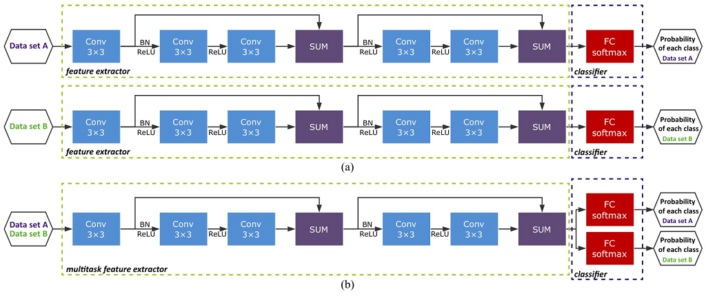 Data set A
Conv
3×3
BN
ReLU
Conv
3×3
ReLU
Conv
3×3
SUM
BN
ReLU
Conv
3×3
ReLU
Conv
3×3
SUM
FC
softmax
Probability
of each class
Data set A
feature extractor
classifier
Data set B
Conv
3×3
BN
ReLU
Conv
3×3
ReLU
Conv
3×3
SUM
BN
ReLU
Conv
3×3
ReLU
Conv
3×3
SUM
FC
softmax
Probability
of each class
Data set B
feature extractor
classifier
(a)
Data set A
Data set B
Conv
3×3
BN
ReLU
Conv
3×3
ReLU
Conv
3×3
SUM
BN
ReLU
Conv
3×3
ReLU
Conv
3×3
SUM
FC
softmax
Probability
of each class
Data set A
FC
softmax
Probability
of each class
Data set B
multitask feature extractor
classifier
(b)